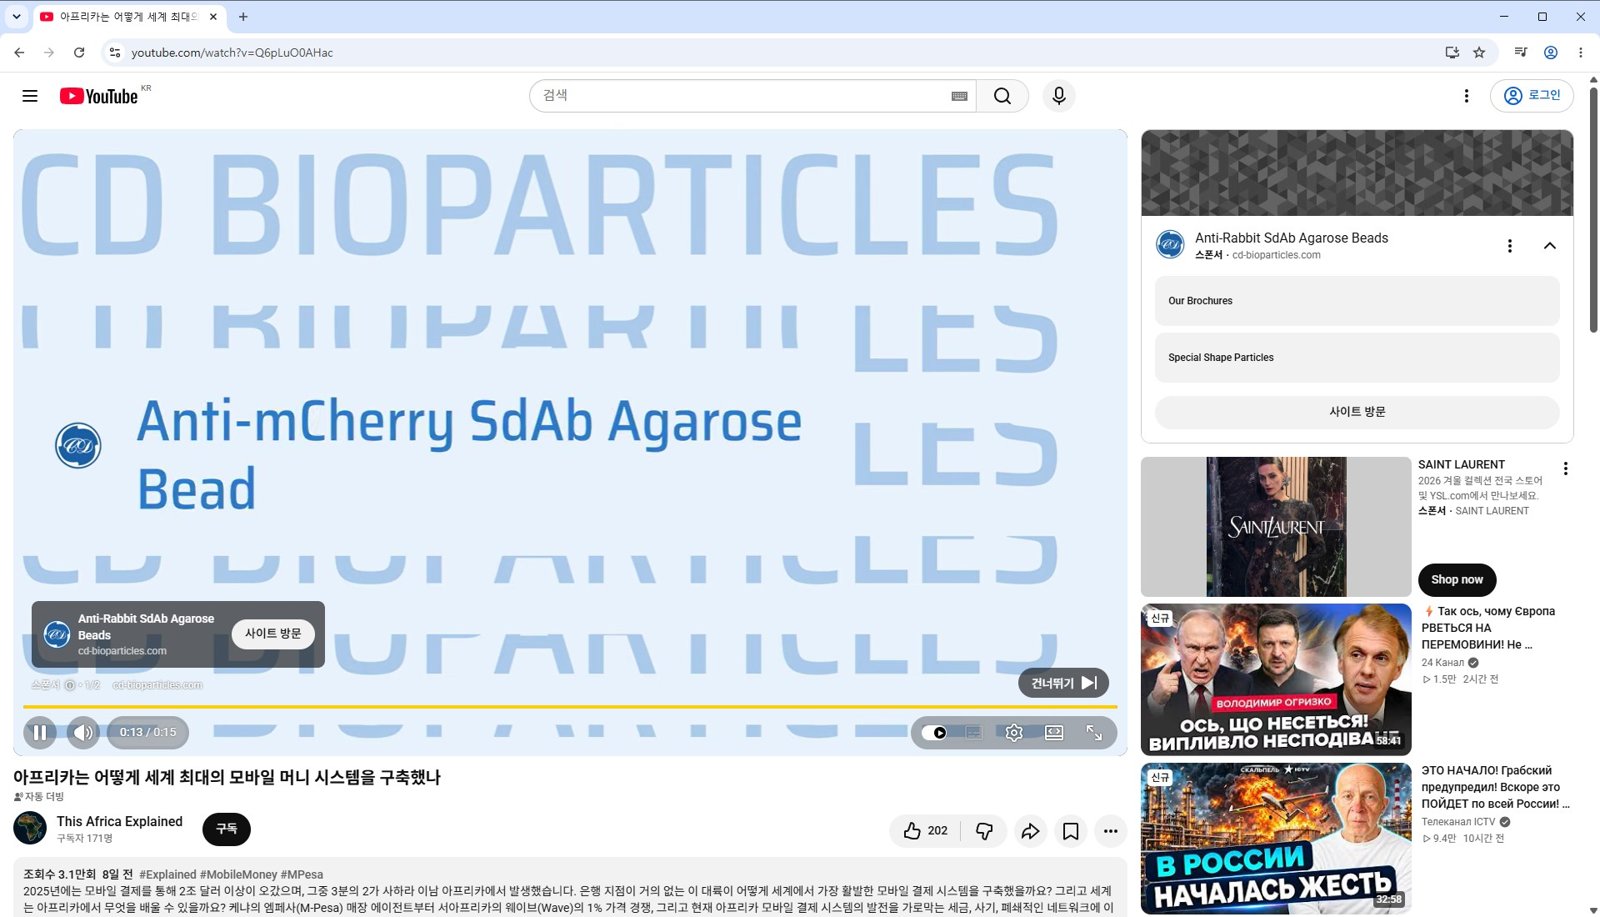 아프리카는 어떻게 세계 최대의
youtube.com/watch?v=Q6pLuO0AHac
YouTube KR
검색
로그인
CD BIOPARTICLES
CD BIOPARTICLES
Anti-mCherry SdAb Agarose
Bead
LES
CD BIOPARTICLES
Anti-Rabbit SdAb Agarose
Beads
cd-bioparticles.com
사이트 방문
CD BIOPARTICLES
스폰서 · 1/2 cd-bioparticles.com
건너뛰기
0:13 / 0:15
아프리카는 어떻게 세계 최대의 모바일 머니 시스템을 구축했나
자동 더빙
This Africa Explained
구독자 171명
구독
202
조회수 3.1만회 8일 전 #Explained #MobileMoney #MPesa
2025년에는 모바일 결제를 통해 2조 달러 이상이 오갔으며, 그중 3분의 2가 사하라 이남 아프리카에서 발생했습니다. 은행 지점이 거의 없는 이 대륙이 어떻게 세계에서 가장 활발한 모바일 결제 시스템을 구축했을까요? 그리고 세계
는 아프리카에서 무엇을 배울 수 있을까요? 케냐의 엠페사(M-Pesa) 매장 에이전트부터 서아프리카의 웨이브(Wave)의 1% 가격 경쟁, 그리고 현재 아프리카 모바일 결제 시스템의 발전을 가로막는 세금, 사기, 폐쇄적인 네트워크에 이
Anti-Rabbit SdAb Agarose Beads
스폰서 · cd-bioparticles.com
Our Brochures
Special Shape Particles
사이트 방문
SAINT LAURENT
SAINT LAURENT
2026 겨울 컬렉션 전국 스토어
및 YSL.com에서 만나보세요.
스폰서 · SAINT LAURENT
Shop now
신규
ВОЛОДИМИР ОГРИЗКО
ОСЬ, ЩО НЕСЕТЬСЯ!
ВИПЛИВЛО НЕСПОДІВАНЕ
58:41
Так ось, чому Європа
РВЕТЬСЯ НА
ПЕРЕМОВИНИ! Не ...
24 Канал
1.5만 2시간 전
신규
СКАЛЬПЕЛЬ ICTV
В РОССИИ
НАЧАЛАСЬ ЖЕСТЬ
32:58
ЭТО НАЧАЛО! Грабский
предупредил! Вскоре это
ПОЙДЕТ по всей России! ...
Телеканал ICTV
9.4만 10시간 전